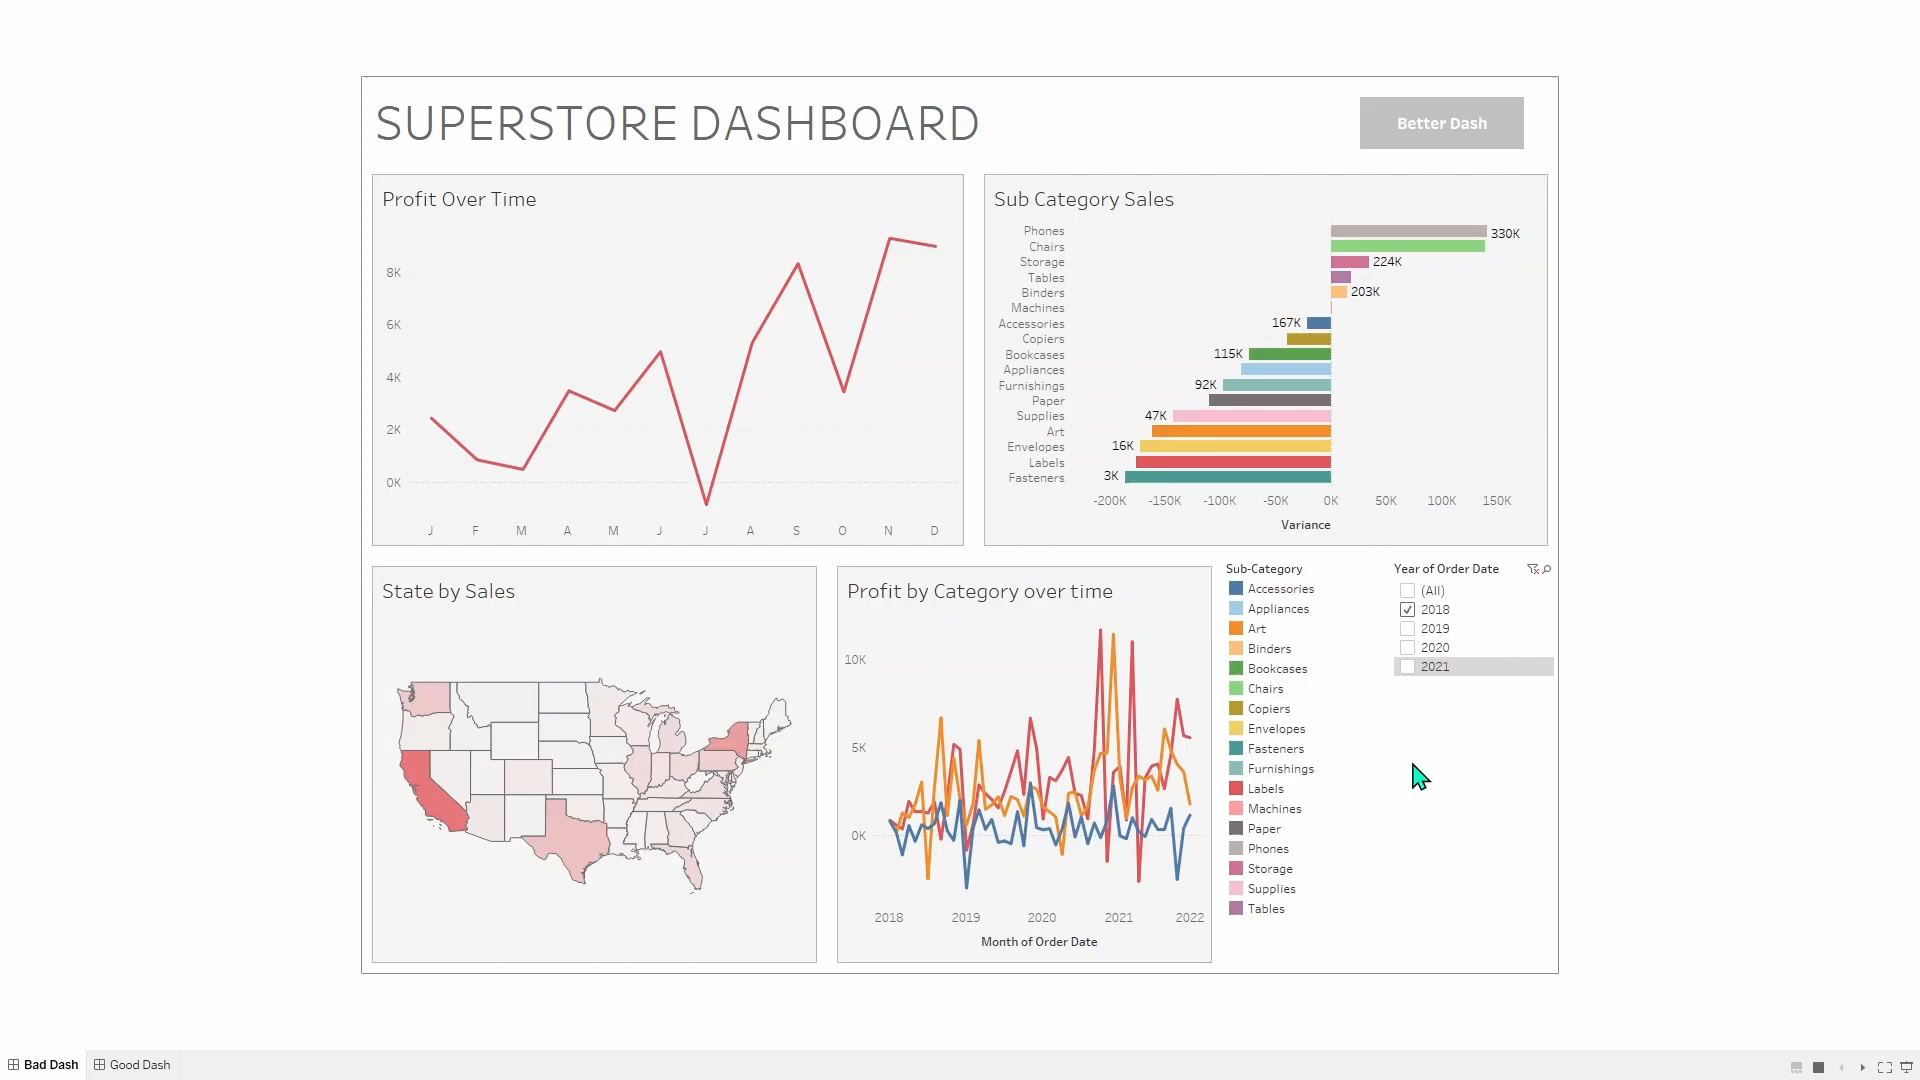 SUPERSTORE DASHBOARD
Better Dash
Profit Over Time
8K
6K
4K
2K
0K
J F M A M J J A S O N D
Sub Category Sales
Phones 330K
Chairs
Storage 224K
Tables
Binders 203K
Machines
Accessories 167K
Copiers
Bookcases 115K
Appliances
Furnishings 92K
Paper
Supplies 47K
Art
Envelopes 16K
Labels
Fasteners 3K
-200K -150K -100K -50K 0K 50K 100K 150K
Variance
State by Sales
Profit by Category over time
10K
5K
0K
2018 2019 2020 2021 2022
Month of Order Date
Sub-Category
Accessories
Appliances
Art
Binders
Bookcases
Chairs
Copiers
Envelopes
Fasteners
Furnishings
Labels
Machines
Paper
Phones
Storage
Supplies
Tables
Year of Order Date
(All)
2018
2019
2020
2021
Bad Dash Good Dash